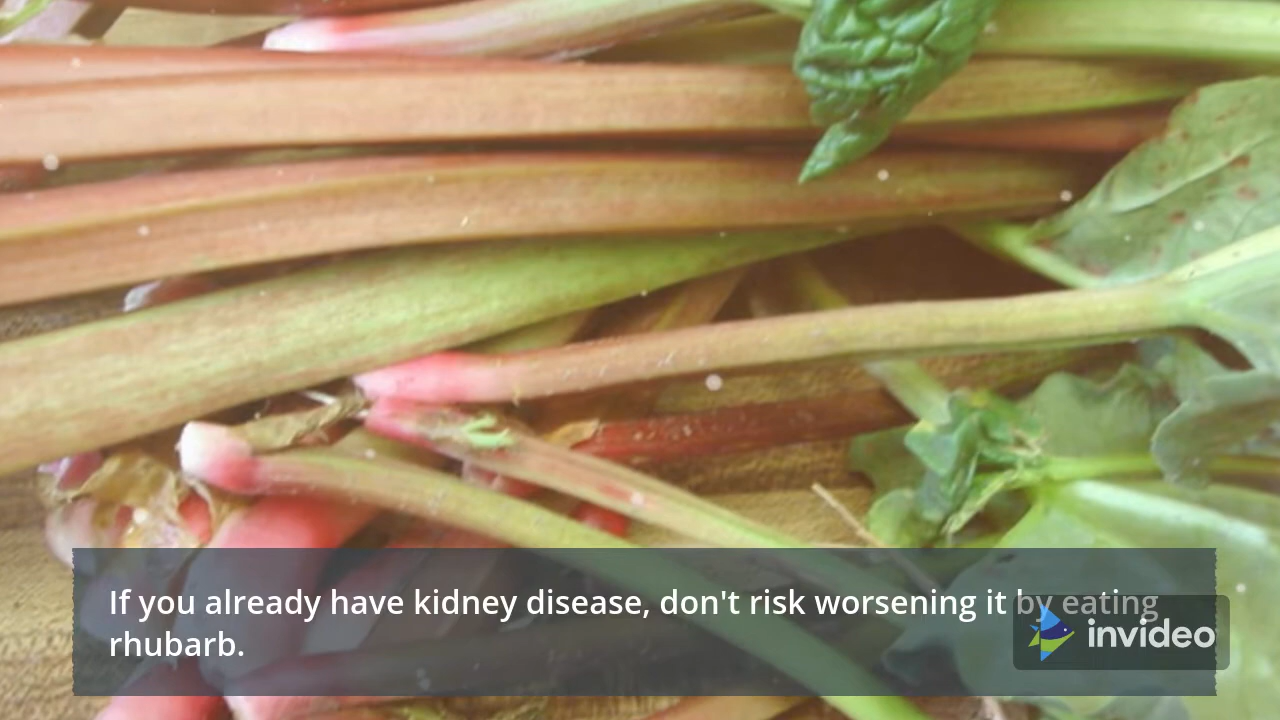 If you already have kidney disease, don't risk worsening it by eating
rhubarb.
invideo